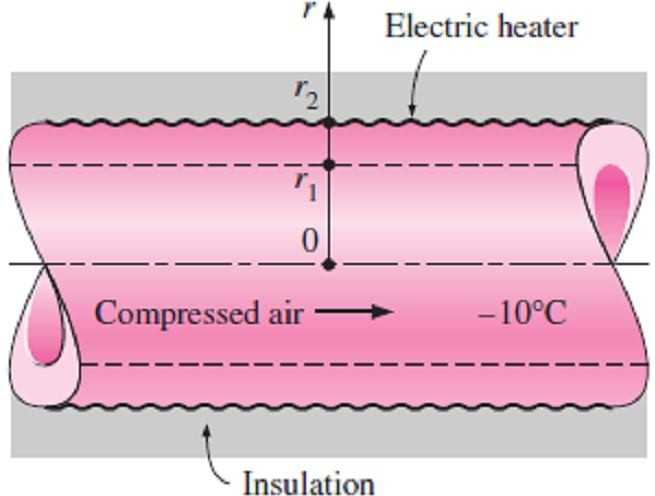 r
Electric heater
r2
r1
0
Compressed air
–10°C
Insulation